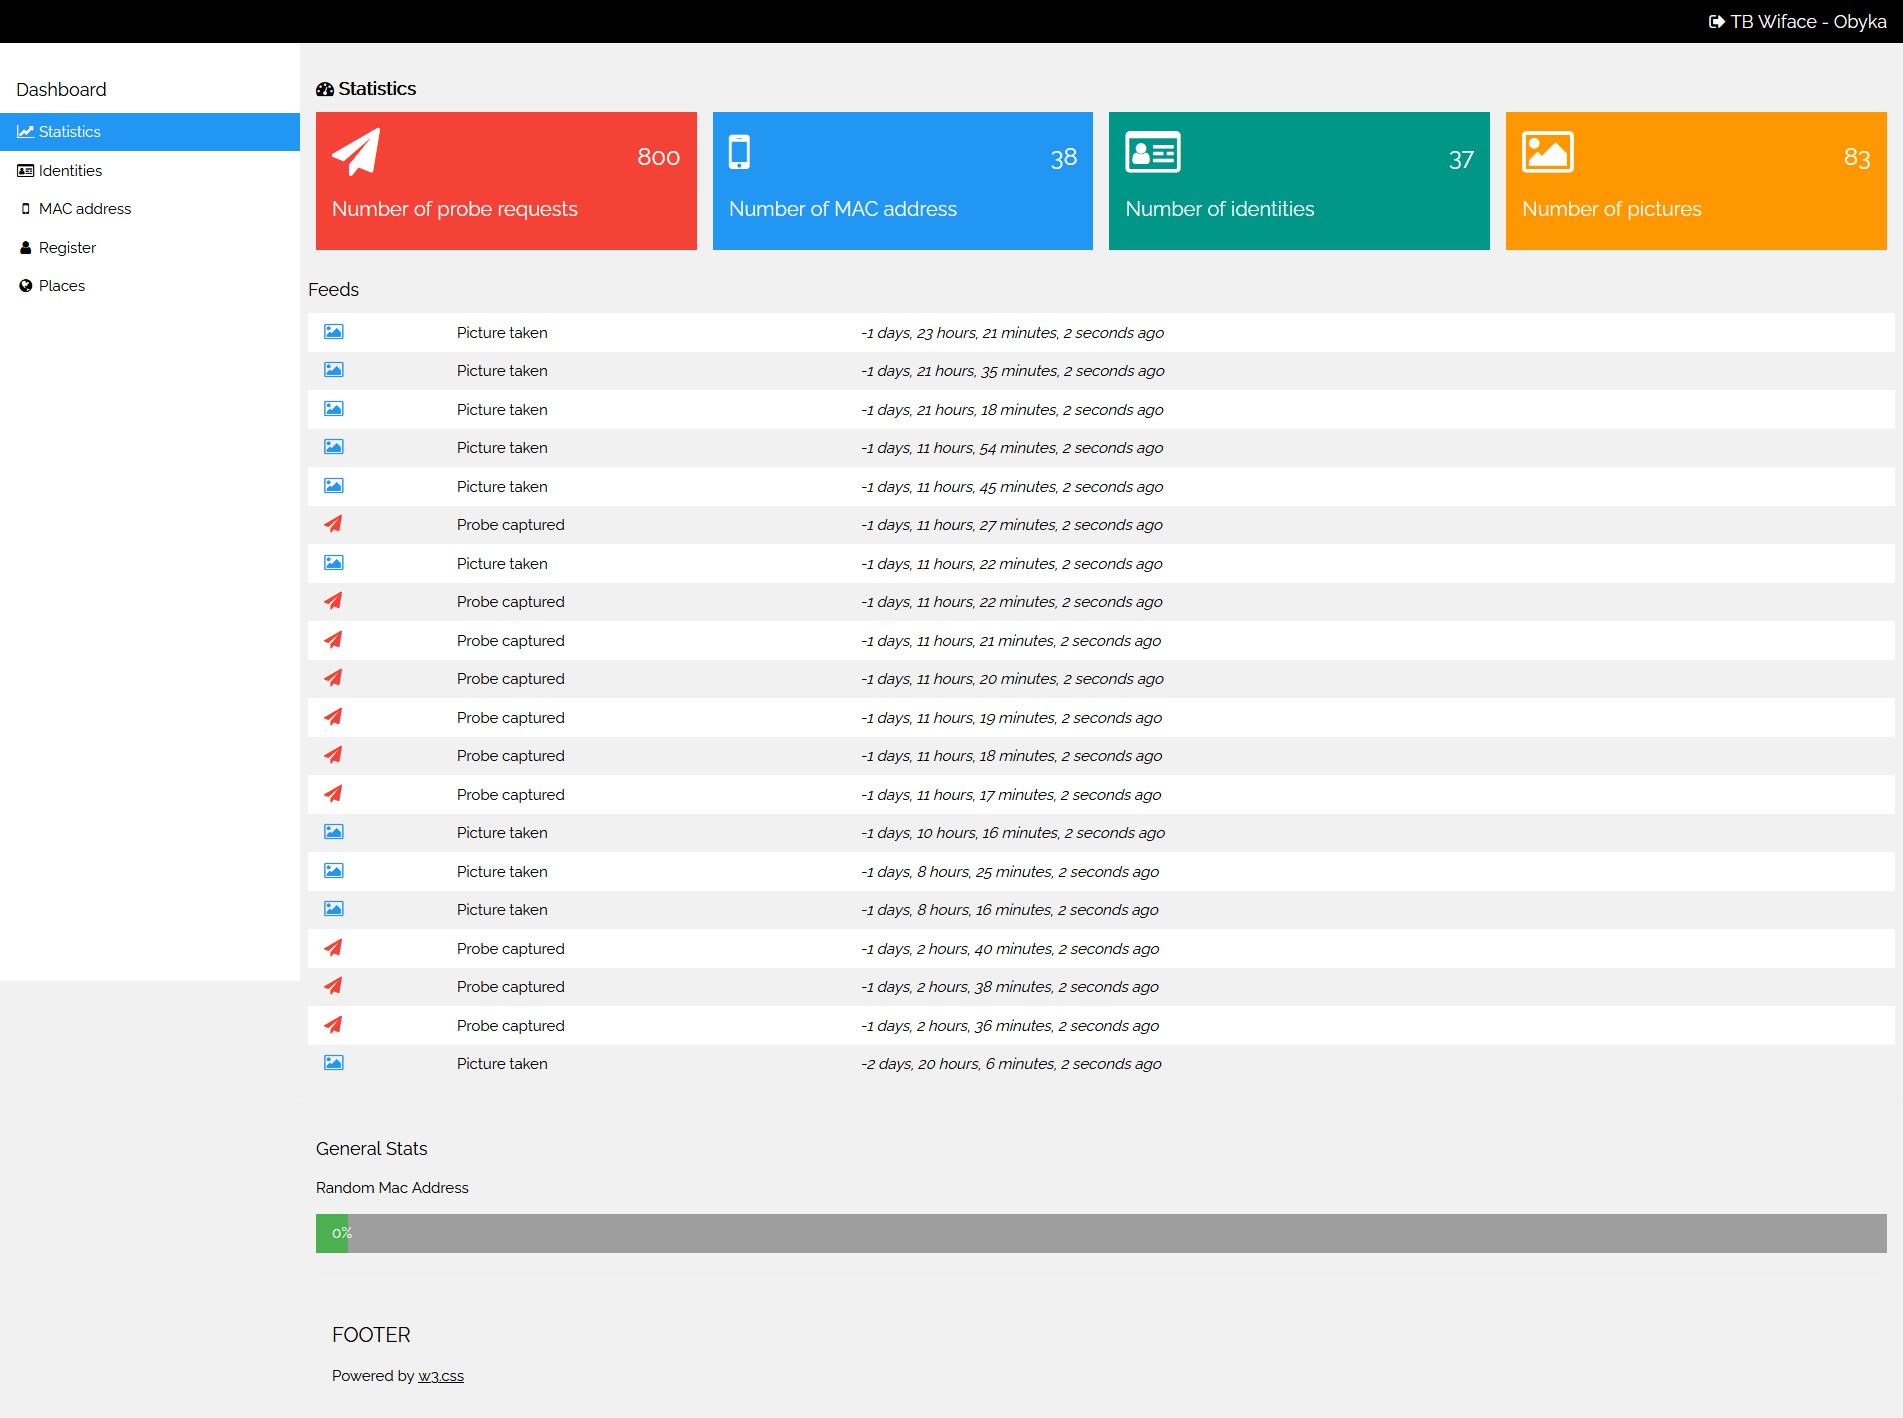 TB Wiface - Obyka
Dashboard
Statistics
Identities
MAC address
Register
Places
Statistics
800
Number of probe requests
38
Number of MAC address
37
Number of identities
83
Number of pictures
Feeds
Picture taken -1 days, 23 hours, 21 minutes, 2 seconds ago
Picture taken -1 days, 21 hours, 35 minutes, 2 seconds ago
Picture taken -1 days, 21 hours, 18 minutes, 2 seconds ago
Picture taken -1 days, 11 hours, 54 minutes, 2 seconds ago
Picture taken -1 days, 11 hours, 45 minutes, 2 seconds ago
Probe captured -1 days, 11 hours, 27 minutes, 2 seconds ago
Picture taken -1 days, 11 hours, 22 minutes, 2 seconds ago
Probe captured -1 days, 11 hours, 22 minutes, 2 seconds ago
Probe captured -1 days, 11 hours, 21 minutes, 2 seconds ago
Probe captured -1 days, 11 hours, 20 minutes, 2 seconds ago
Probe captured -1 days, 11 hours, 19 minutes, 2 seconds ago
Probe captured -1 days, 11 hours, 18 minutes, 2 seconds ago
Probe captured -1 days, 11 hours, 17 minutes, 2 seconds ago
Picture taken -1 days, 10 hours, 16 minutes, 2 seconds ago
Picture taken -1 days, 8 hours, 25 minutes, 2 seconds ago
Picture taken -1 days, 8 hours, 16 minutes, 2 seconds ago
Probe captured -1 days, 2 hours, 40 minutes, 2 seconds ago
Probe captured -1 days, 2 hours, 38 minutes, 2 seconds ago
Probe captured -1 days, 2 hours, 36 minutes, 2 seconds ago
Picture taken -2 days, 20 hours, 6 minutes, 2 seconds ago
General Stats
Random Mac Address
0%
FOOTER
Powered by w3.css